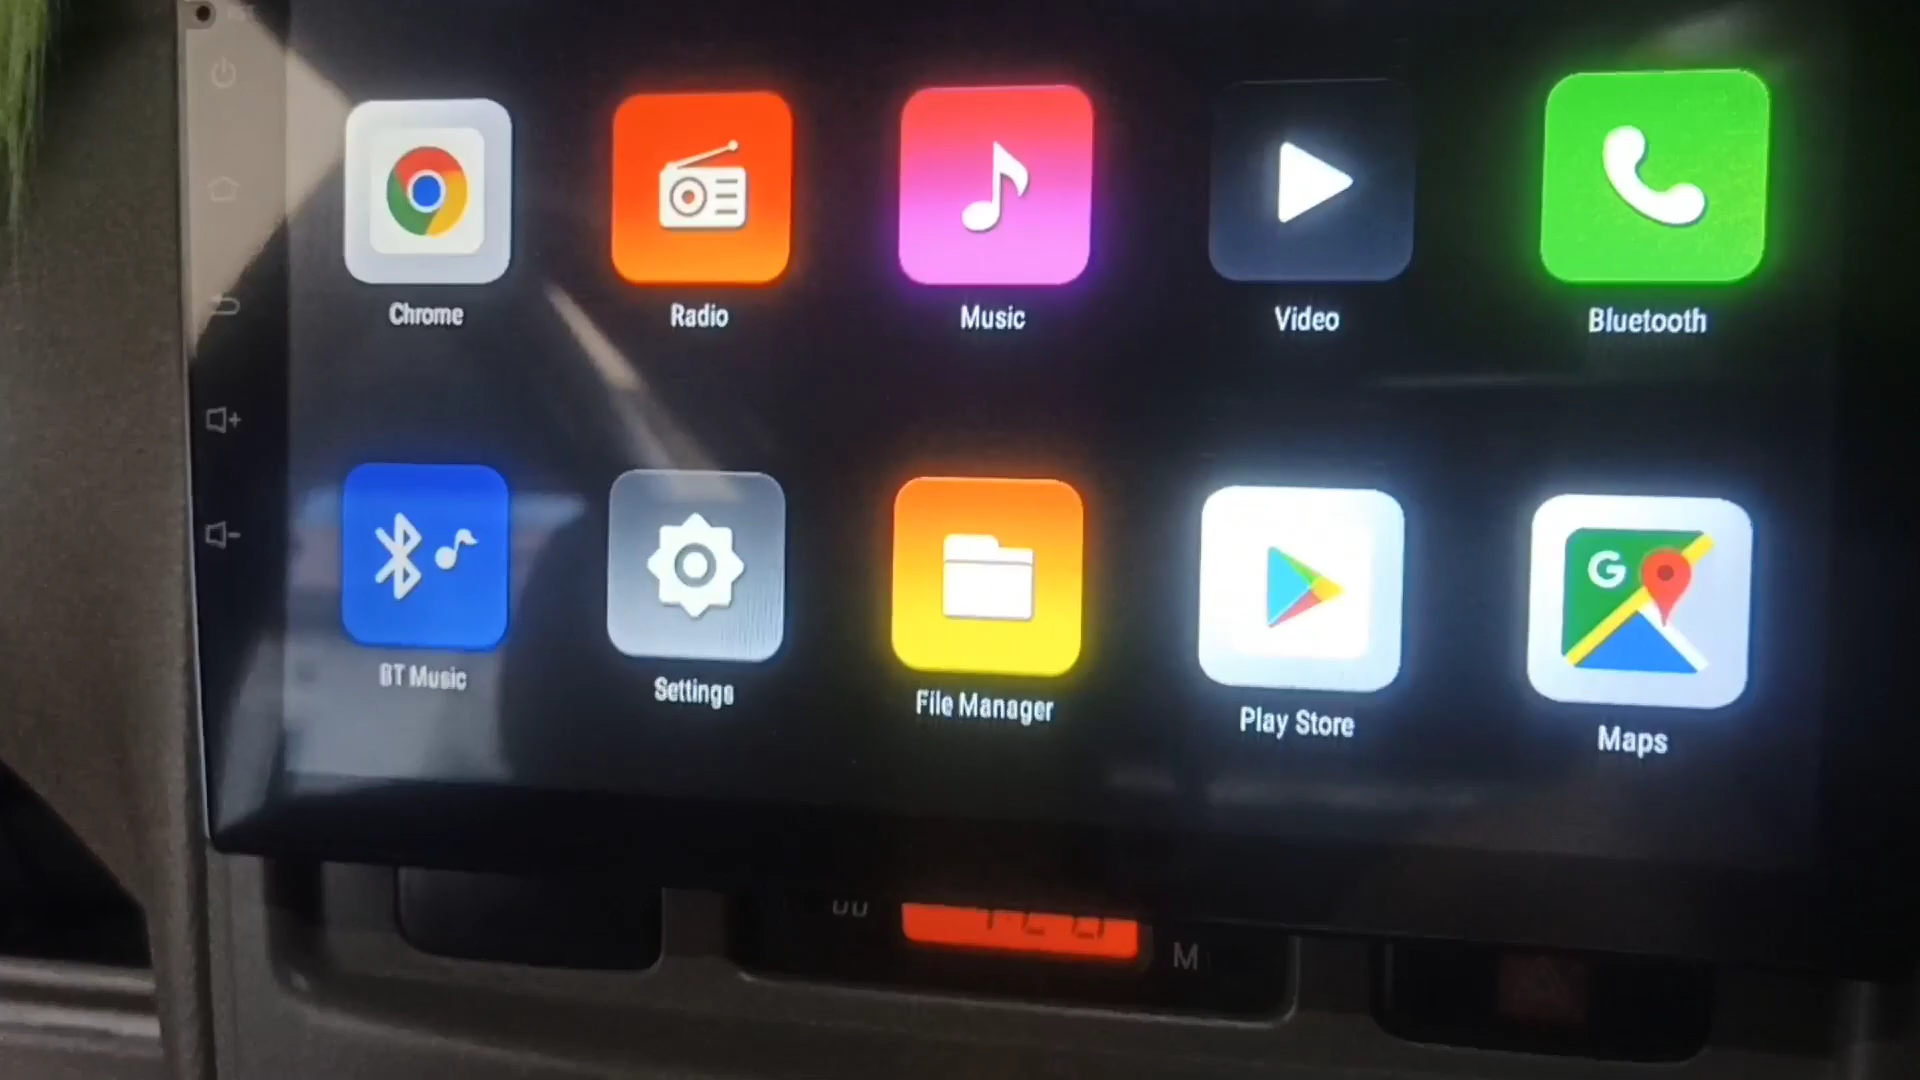 Chrome
Radio
Music
Video
Bluetooth
BT Music
Settings
File Manager
G
Play Store
Maps
M